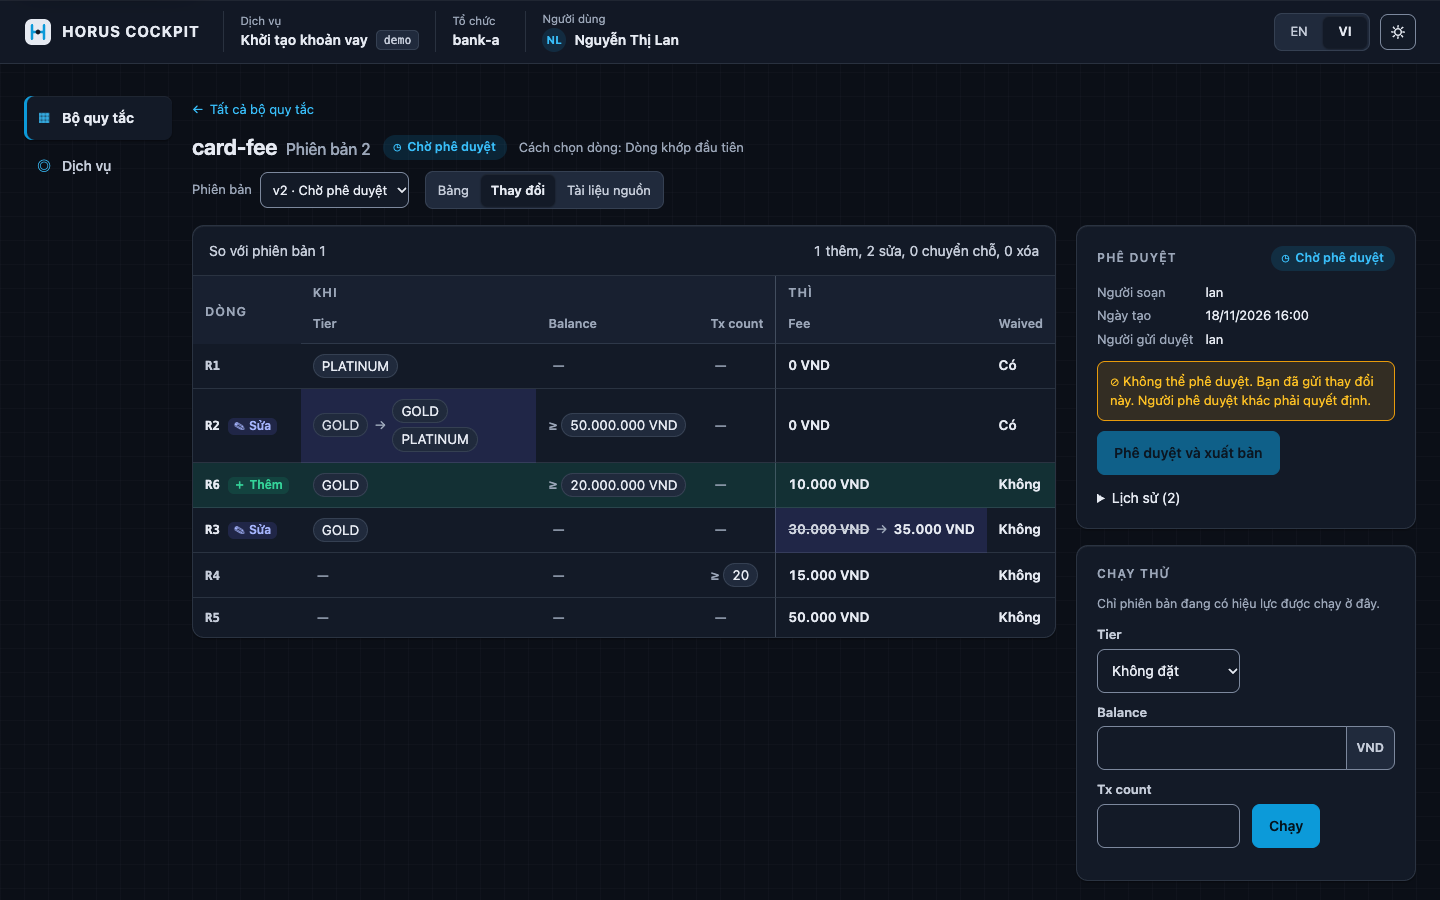 HORUS COCKPIT
Dịch vụ
Khởi tạo khoản vay demo
Tổ chức
bank-a
Người dùng
NL Nguyễn Thị Lan
EN VI
Bộ quy tắc
Dịch vụ
← Tất cả bộ quy tắc
card-fee Phiên bản 2 Chờ phê duyệt Cách chọn dòng: Dòng khớp đầu tiên
Phiên bản v2 · Chờ phê duyệt Bảng Thay đổi Tài liệu nguồn
So với phiên bản 1 1 thêm, 2 sửa, 0 chuyển chỗ, 0 xóa
DÒNG KHI THÌ
Tier Balance Tx count Fee Waived
R1 PLATINUM — — 0 VND Có
R2 ✎ Sửa GOLD → GOLD PLATINUM ≥ 50.000.000 VND — 0 VND Có
R6 + Thêm GOLD ≥ 20.000.000 VND — 10.000 VND Không
R3 ✎ Sửa GOLD — — 30.000 VND → 35.000 VND Không
R4 — — ≥ 20 15.000 VND Không
R5 — — — 50.000 VND Không
PHÊ DUYỆT Chờ phê duyệt
Người soạn lan
Ngày tạo 18/11/2026 16:00
Người gửi duyệt lan
⊘ Không thể phê duyệt. Bạn đã gửi thay đổi
này. Người phê duyệt khác phải quyết định.
Phê duyệt và xuất bản
▶ Lịch sử (2)
CHẠY THỬ
Chỉ phiên bản đang có hiệu lực được chạy ở đây.
Tier
Không đặt
Balance
VND
Tx count
Chạy